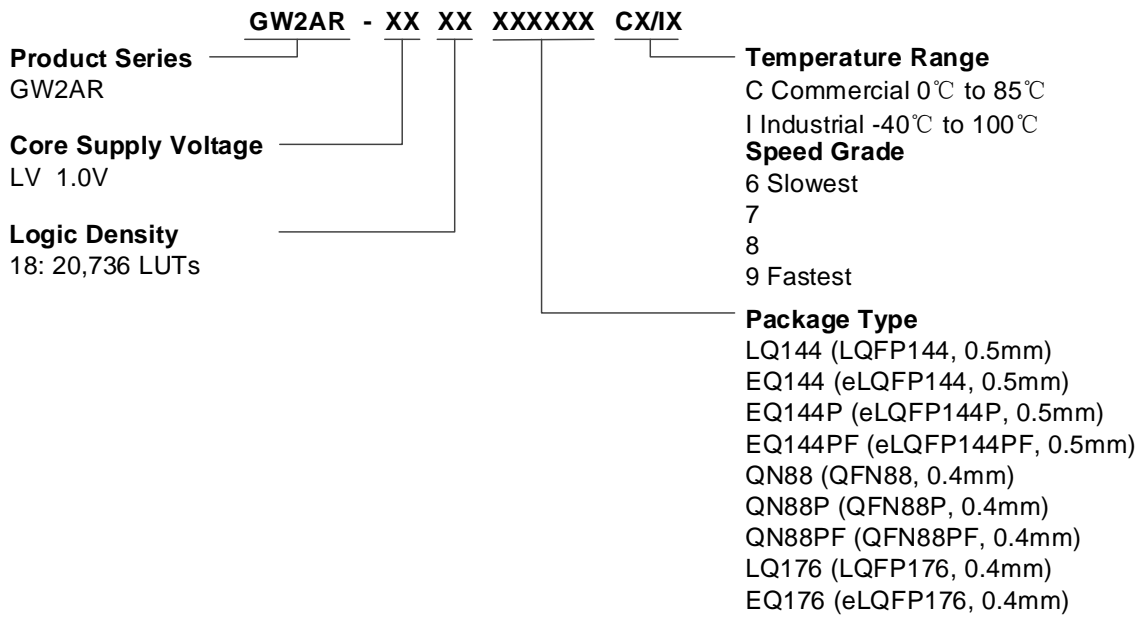 GW2AR - XX XX XXXXXX CX/IX
Product Series
GW2AR
Core Supply Voltage
LV 1.0V
Logic Density
18: 20,736 LUTs
Temperature Range
C Commercial 0℃ to 85℃
I Industrial -40℃ to 100℃
Speed Grade
6 Slowest
7
8
9 Fastest
Package Type
LQ144 (LQFP144, 0.5mm)
EQ144 (eLQFP144, 0.5mm)
EQ144P (eLQFP144P, 0.5mm)
EQ144PF (eLQFP144PF, 0.5mm)
QN88 (QFN88, 0.4mm)
QN88P (QFN88P, 0.4mm)
QN88PF (QFN88PF, 0.4mm)
LQ176 (LQFP176, 0.4mm)
EQ176 (eLQFP176, 0.4mm)